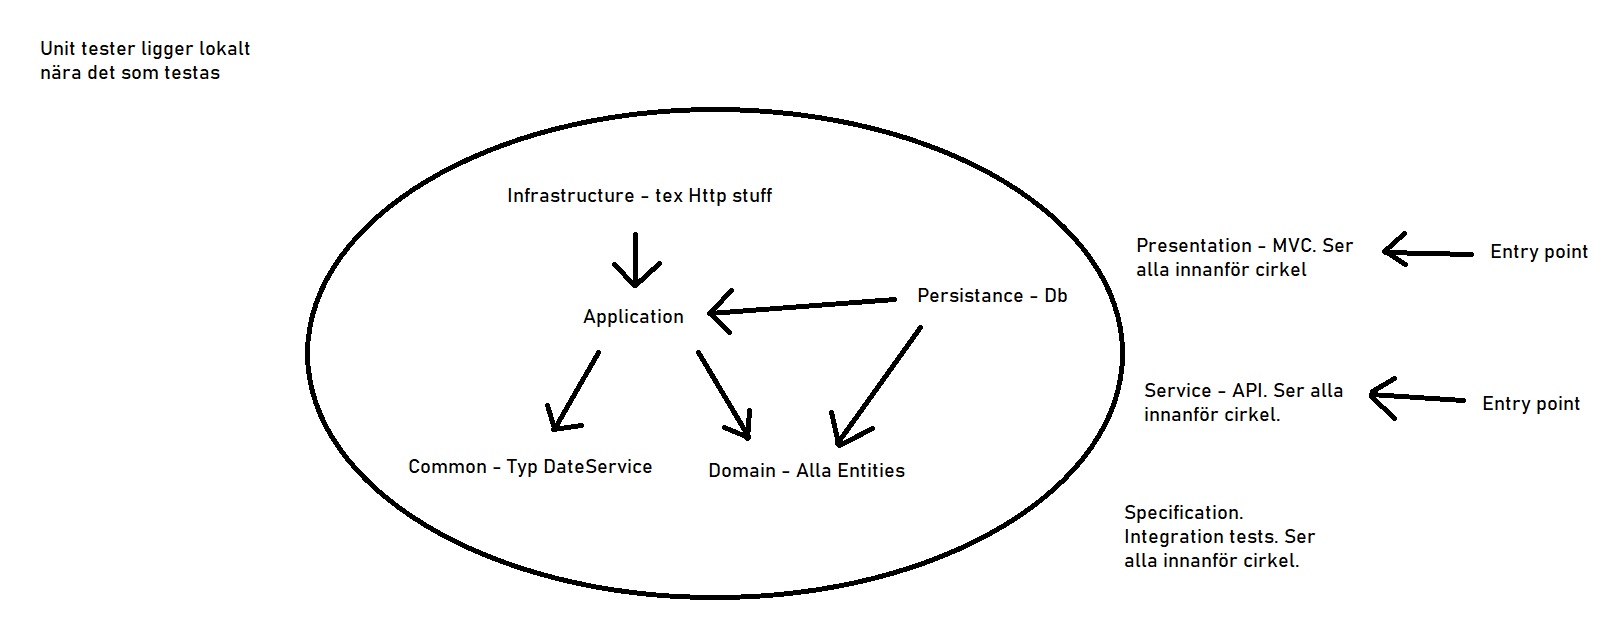 Unit tester ligger lokalt
nära det som testas
Infrastructure - tex Http stuff
Presentation - MVC. Ser
alla innanför cirkel
Entry point
Persistance - Db
Application
Service - API. Ser alla
innanför cirkel.
Entry point
Common - Typ DateService
Domain - Alla Entities
Specification.
Integration tests. Ser
alla innanför cirkel.